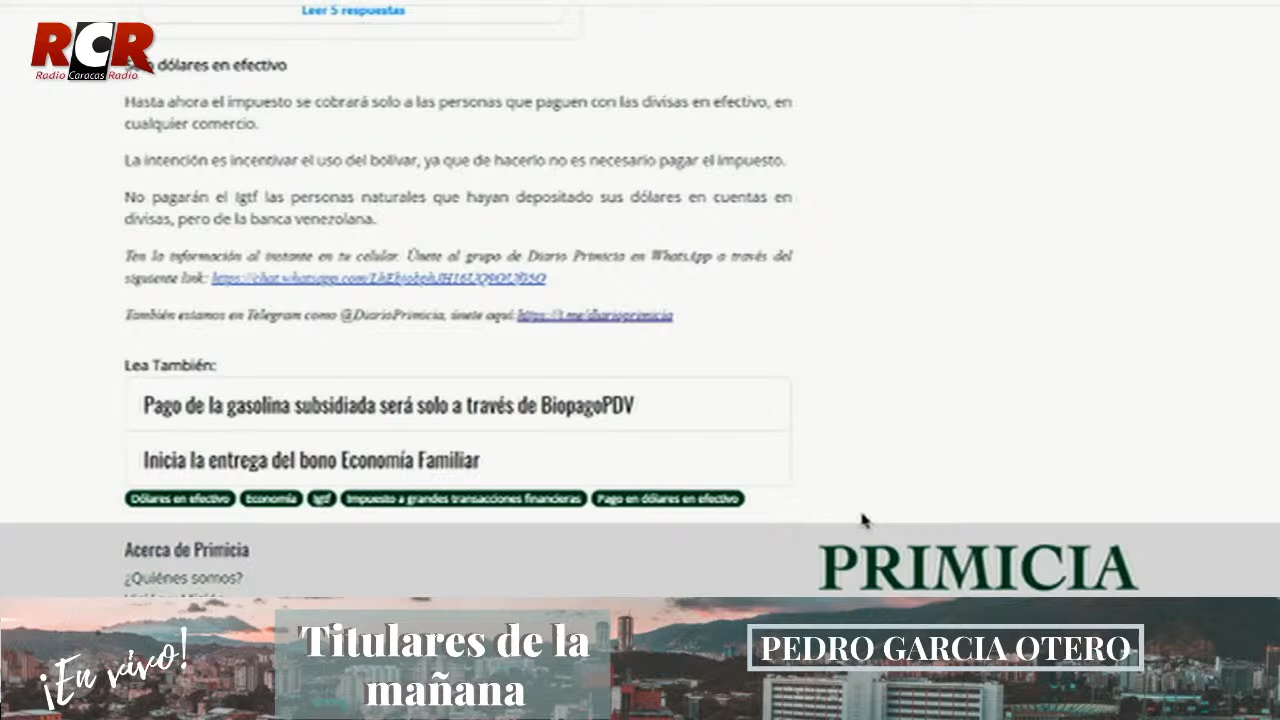 Leer 5 respuestas
RCR
Radio Caracas Radio
dólares en efectivo
Hasta ahora el impuesto se cobrará solo a las personas que paguen con las divisas en efectivo, en
cualquier comercio.
La intención es incentivar el uso del bolívar, ya que de hacerlo no es necesario pagar el impuesto.
No pagarán el Igtf las personas naturales que hayan depositado sus dólares en cuentas en
divisas, pero de la banca venezolana.
Ten la información al instante en tu celular. Únete al grupo de Diario Primicia en WhatsApp a través del
siguiente link:
También estamos en Telegram como @DiarioPrimicia, únete aquí: https://t.me/diarioprimicia
Lea También:
Pago de la gasolina subsidiada será solo a través de BiopagoPDV
Inicia la entrega del bono Economía Familiar
Dólares en efectivo Economía Igtf Impuesto a grandes transacciones financieras Pago en dólares en efectivo
Acerca de Primicia
¿Quiénes somos?
PRIMICIA
¡En vivo!
Titulares de la
mañana
PEDRO GARCIA OTERO